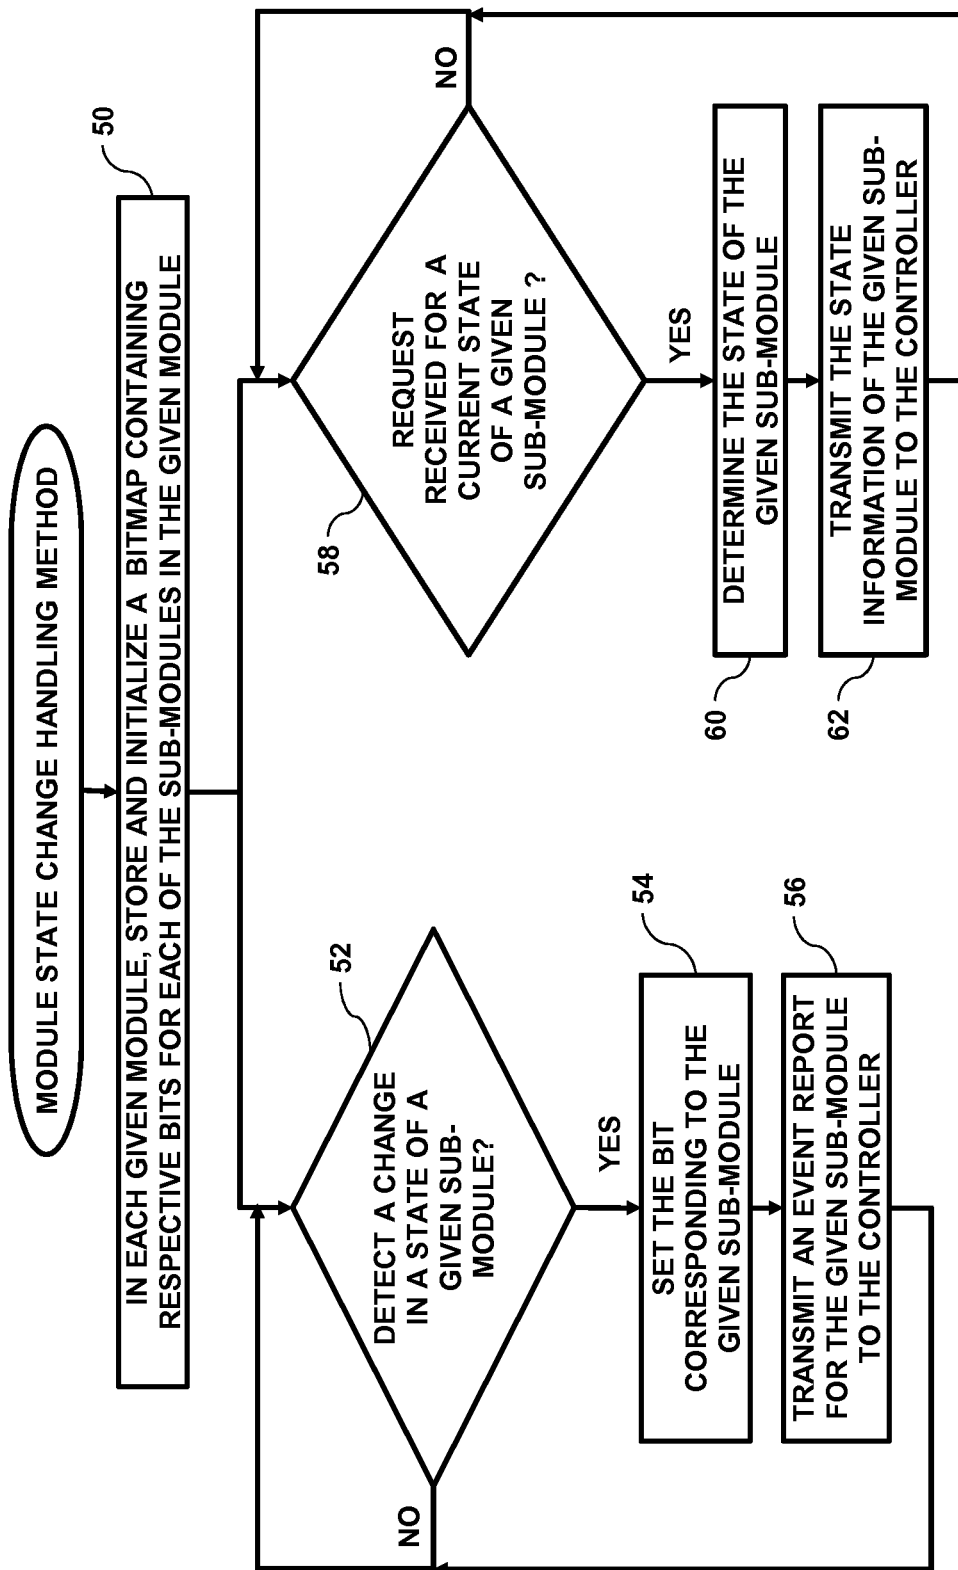 MODULE STATE CHANGE HANDLING METHOD
50
IN EACH GIVEN MODULE, STORE AND INITIALIZE A BITMAP CONTAINING
RESPECTIVE BITS FOR EACH OF THE SUB-MODULES IN THE GIVEN MODULE
52
DETECT A CHANGE
IN A STATE OF A
GIVEN SUB-
MODULE?
NO
YES
54
SET THE BIT
CORRESPONDING TO THE
GIVEN SUB-MODULE
56
TRANSMIT AN EVENT REPORT
FOR THE GIVEN SUB-MODULE
TO THE CONTROLLER
58
REQUEST
RECEIVED FOR A
CURRENT STATE
OF A GIVEN
SUB-MODULE ?
NO
YES
60
DETERMINE THE STATE OF THE
GIVEN SUB-MODULE
62
TRANSMIT THE STATE
INFORMATION OF THE GIVEN SUB-
MODULE TO THE CONTROLLER